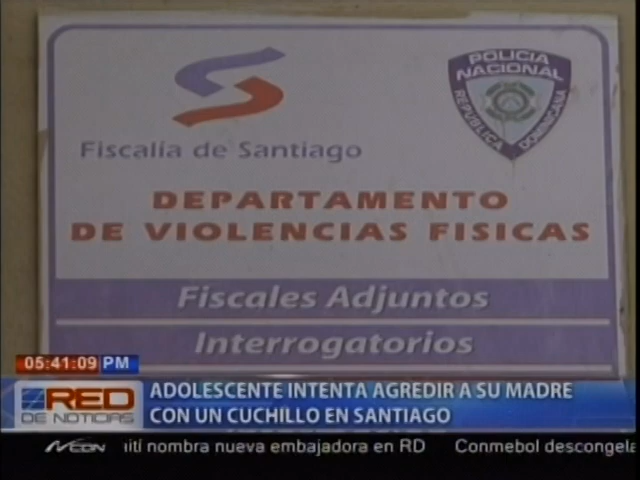 POLICIA
NACIONAL
REPUBLICA
DOMINICANA
Fiscalía de Santiago
DEPARTAMENTO
DE VIOLENCIAS FISICAS
Fiscales Adjuntos
Interrogatorios
05:41:09 PM
RED
DE NOTICIAS
ADOLESCENTE INTENTA AGREDIR A SU MADRE
CON UN CUCHILLO EN SANTIAGO
ití nombra nueva embajadora en RD Conmebol descongela